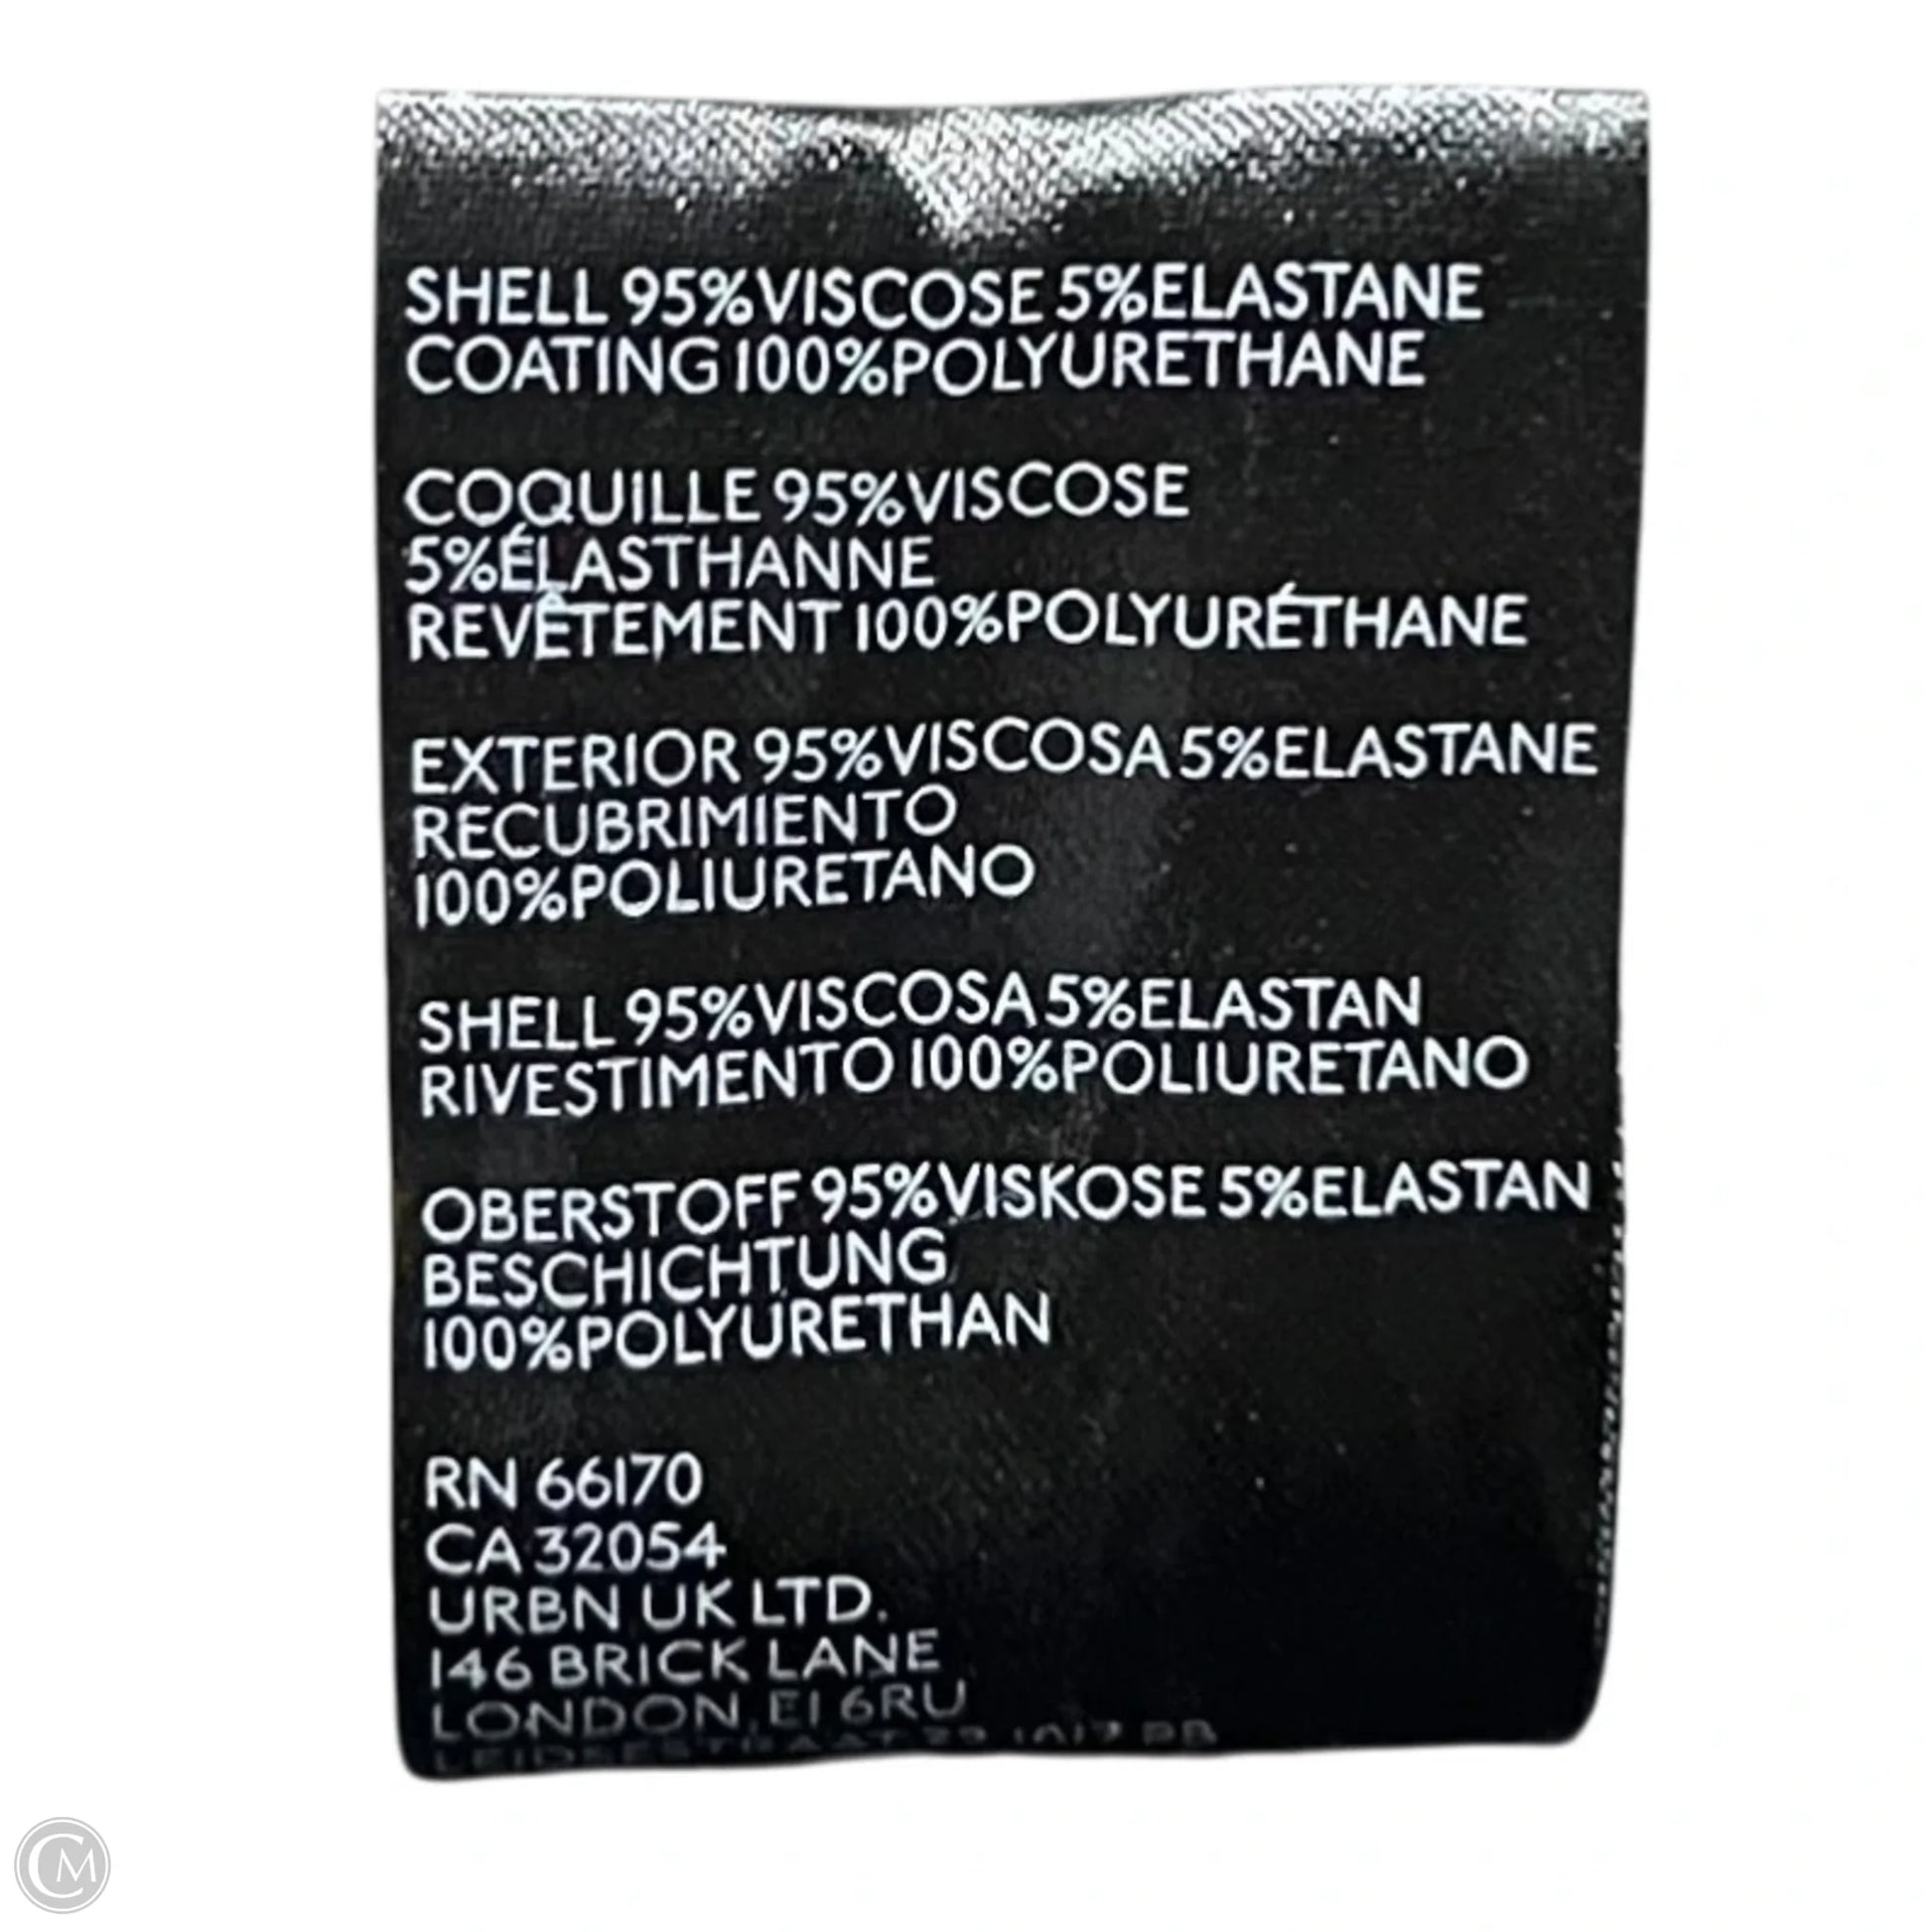 SHELL 95%VISCOSE 5%ELASTANE
COATING 100%POLYURETHANE
COQUILLE 95%VISCOSE
5%ÉLASTHANNE
REVÊTEMENT 100%POLYURÉTHANE
EXTERIOR 95%VISCOSA 5%ELASTANE
RECUBRIMIENTO
100%POLIURETANO
SHELL 95%VISCOSA 5%ELASTAN
RIVESTIMENTO 100%POLIURETANO
OBERSTOFF 95%VISKOSE 5%ELASTAN
BESCHICHTUNG
100%POLYURETHAN
RN 66170
CA 32054
URBN UK LTD.
146 BRICK LANE
LONDON, E1 6RU
CM